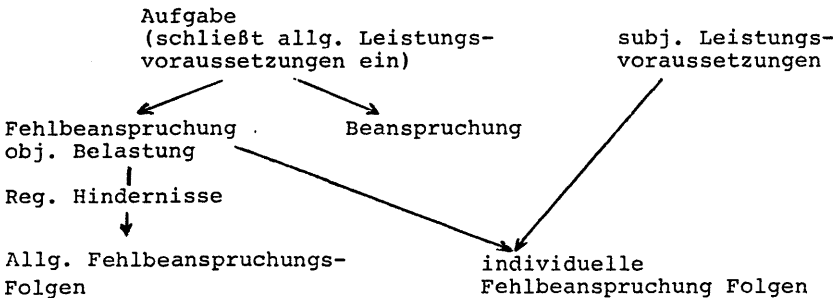 Aufgabe
(schließt allg. Leistungs-
voraussetzungen ein)
subj. Leistungs-
voraussetzungen
Fehlbeanspruchung
obj. Belastung
Beanspruchung
Reg. Hindernisse
Allg. Fehlbeanspruchungs-
Folgen
individuelle
Fehlbeanspruchung Folgen